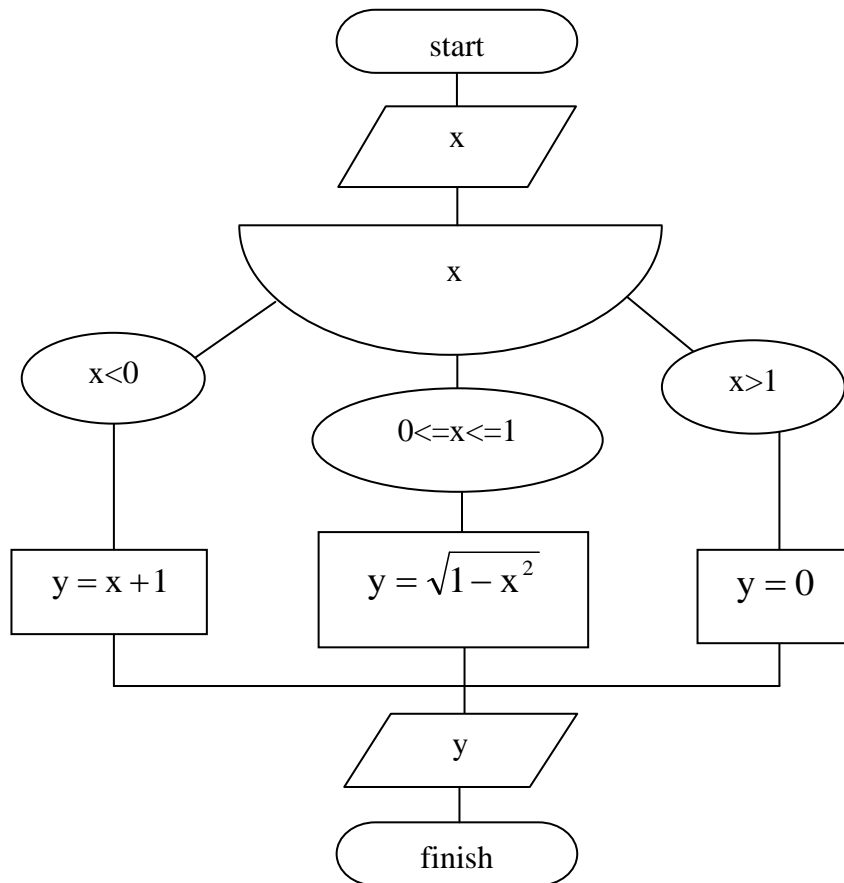 start
x
x
x<0
0<=x<=1
x>1
y = x + 1
y = √1 − x²
y = 0
y
finish